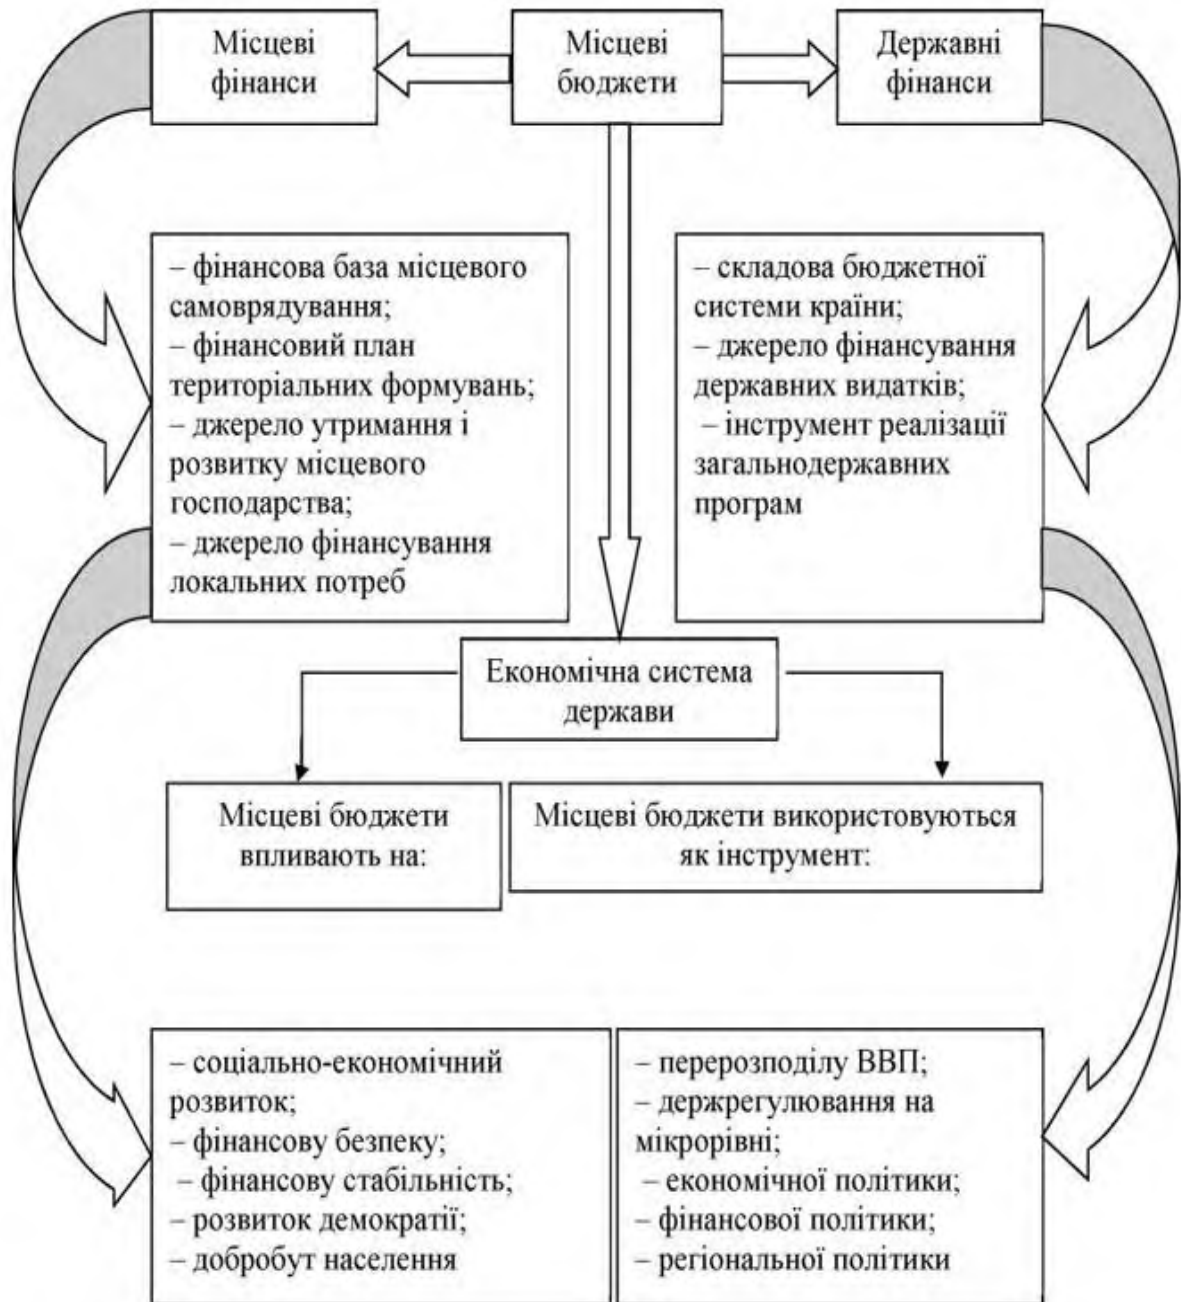 Місцеві
фінанси
Місцеві
бюджети
Державні
фінанси
– фінансова база місцевого
самоврядування;
– фінансовий план
територіальних формувань;
– джерело утримання і
розвитку місцевого
господарства;
– джерело фінансування
локальних потреб
– складова бюджетної
системи країни;
– джерело фінансування
державних видатків;
– інструмент реалізації
загальнодержавних
програм
Економічна система
держави
Місцеві бюджети
впливають на:
Місцеві бюджети використовуються
як інструмент:
– соціально-економічний
розвиток;
– фінансову безпеку;
– фінансову стабільність;
– розвиток демократії;
– добробут населення
– перерозподілу ВВП;
– держрегулювання на
мікрорівні;
– економічної політики;
– фінансової політики;
– регіональної політики